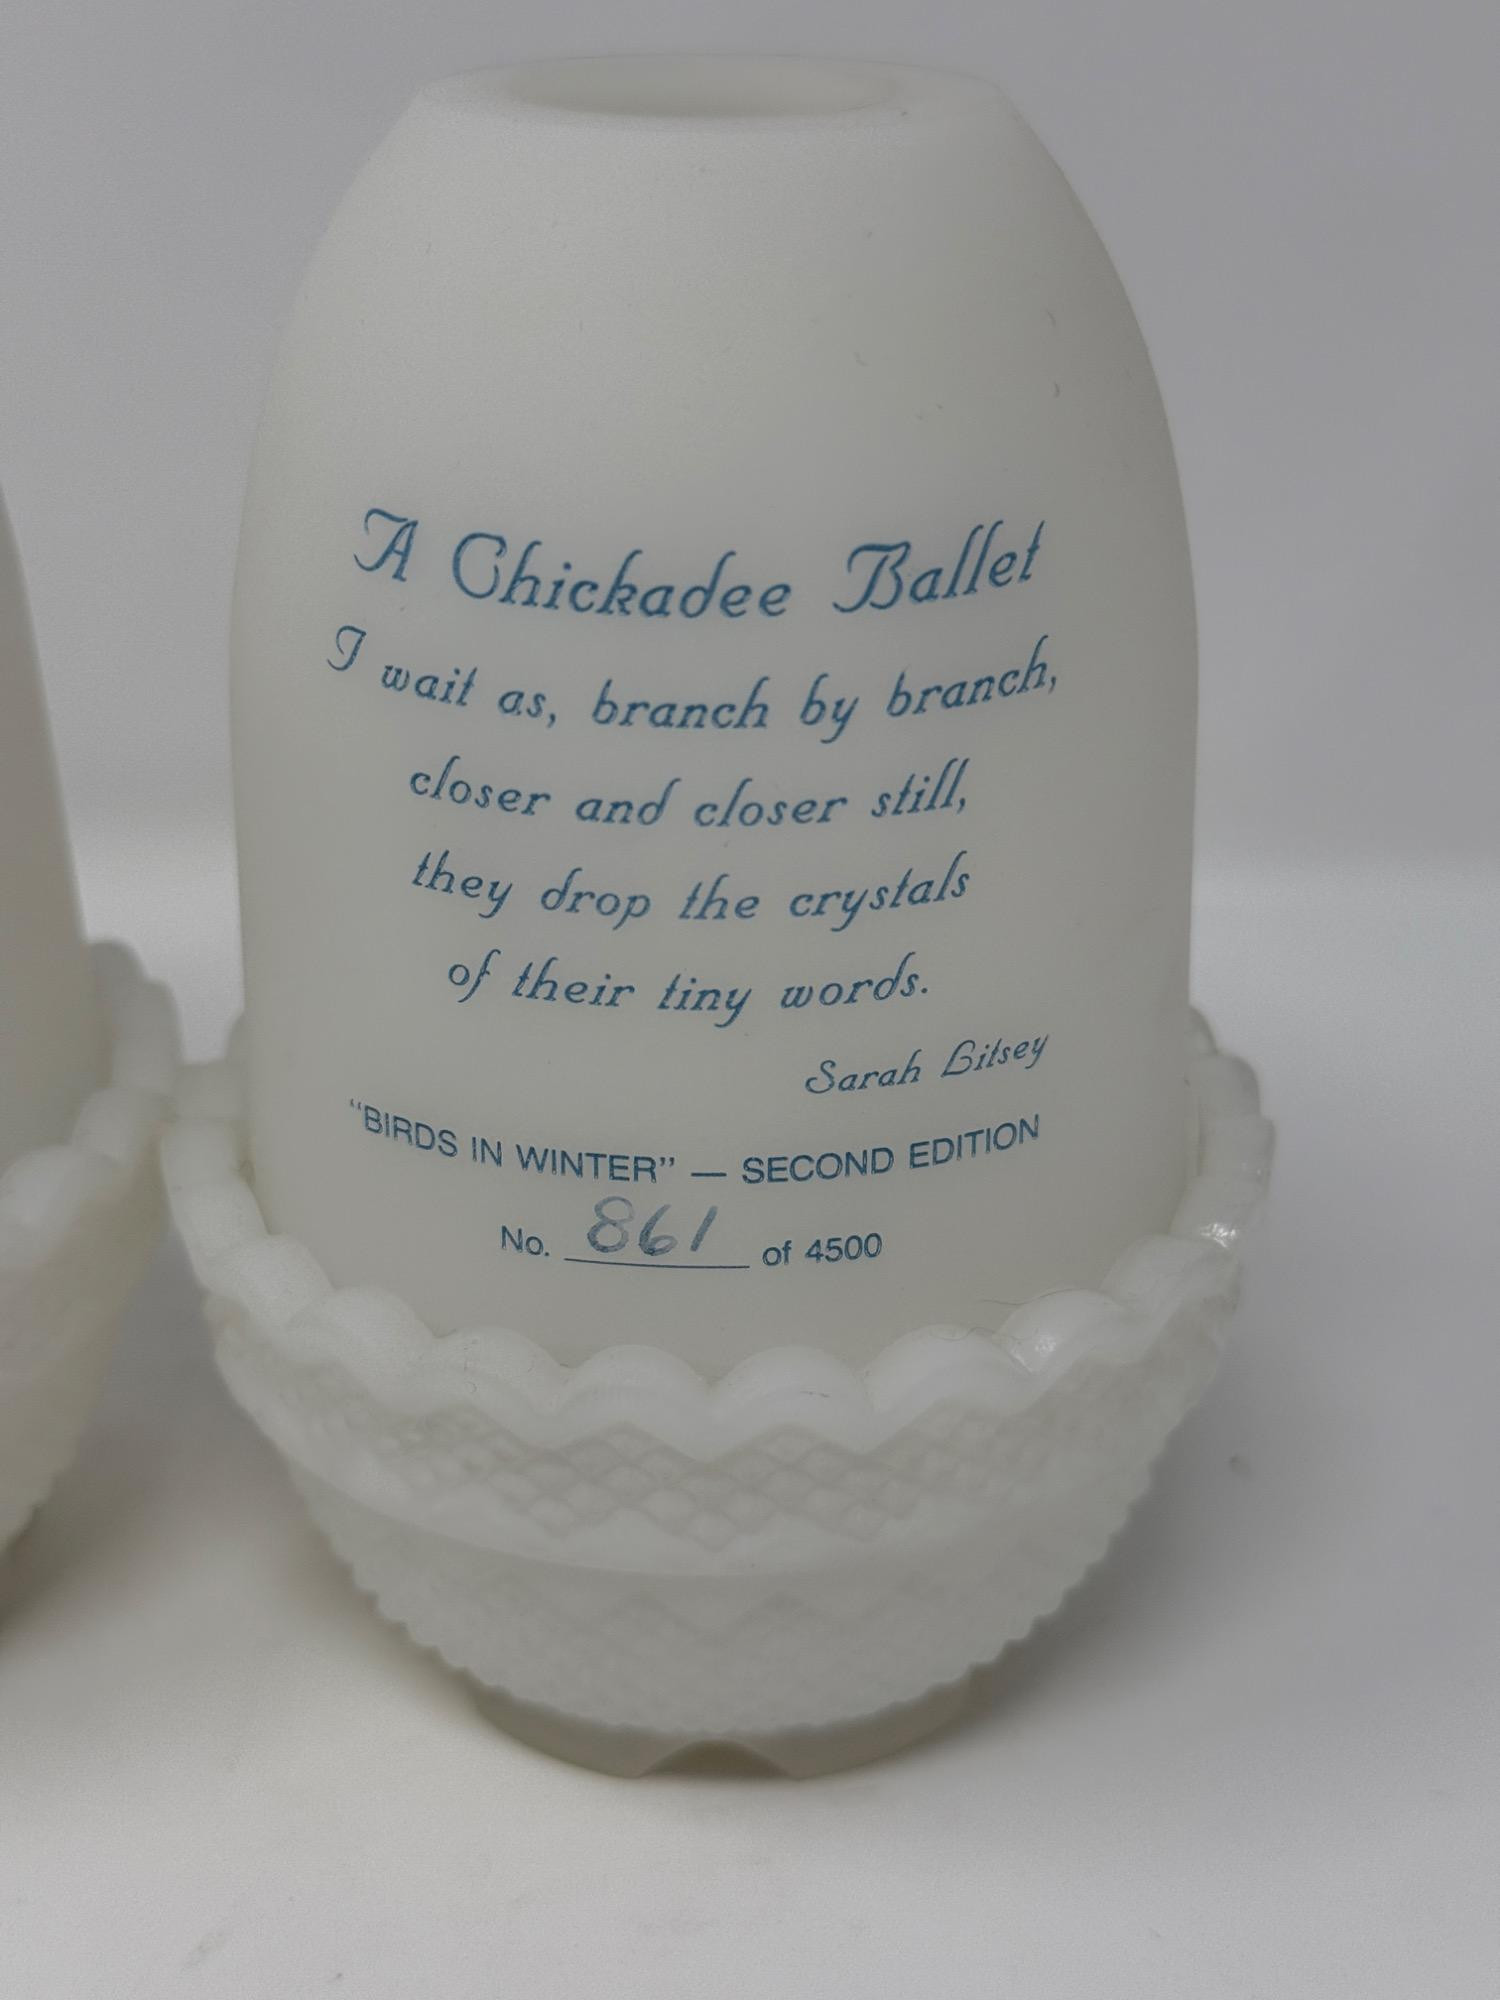 A Chickadee Ballet
I wait as, branch by branch,
closer and closer still,
they drop the crystals
of their tiny words.
Sarah Litsey
"BIRDS IN WINTER" — SECOND EDITION
No. 861 of 4500